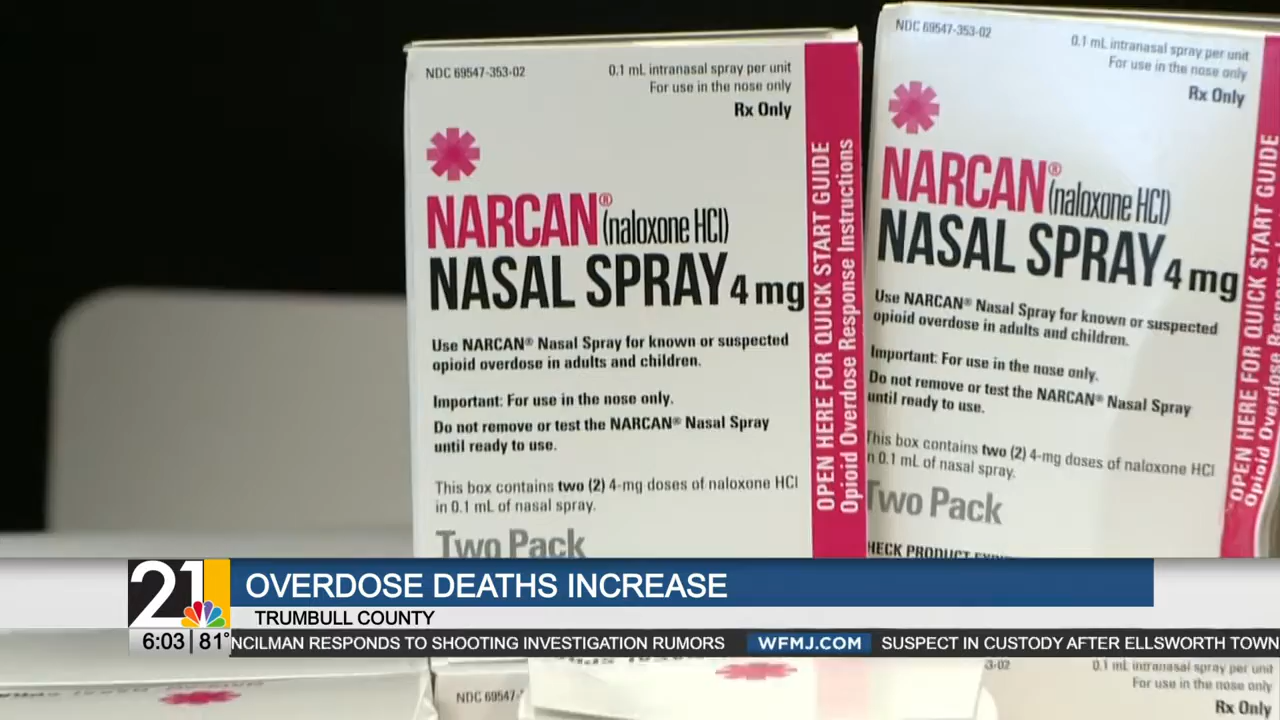 NDC 69547-353-02
0.1 mL intranasal spray per unit
For use in the nose only
Rx Only
NARCAN® (naloxone HCl)
NASAL SPRAY 4 mg
Use NARCAN® Nasal Spray for known or suspected
opioid overdose in adults and children.
Important: For use in the nose only.
Do not remove or test the NARCAN® Nasal Spray
until ready to use.
This box contains two (2) 4-mg doses of naloxone HCl
in 0.1 mL of nasal spray.
Two Pack
OPEN HERE FOR QUICK START GUIDE
Opioid Overdose Response Instructions
NDC 69547-353-02
0.1 mL intranasal spray per unit
For use in the nose only
Rx Only
NARCAN® (naloxone HCl)
NASAL SPRAY 4 mg
Use NARCAN® Nasal Spray for known or suspected
opioid overdose in adults and children.
Important: For use in the nose only.
Do not remove or test the NARCAN® Nasal Spray
until ready to use.
This box contains two (2) 4-mg doses of naloxone HCl
n 0.1 mL of nasal spray.
Two Pack
HECK PRODUCT
OPEN HERE FOR QUICK START GUIDE
Opioid Overdose
21
OVERDOSE DEATHS INCREASE
TRUMBULL COUNTY
6:03 81°
NCILMAN RESPONDS TO SHOOTING INVESTIGATION RUMORS WFMJ.COM SUSPECT IN CUSTODY AFTER ELLSWORTH TOWN
NDC 69547-
3-02
0.1 mL intranasal spray per unit
For use in the nose only
Rx Only